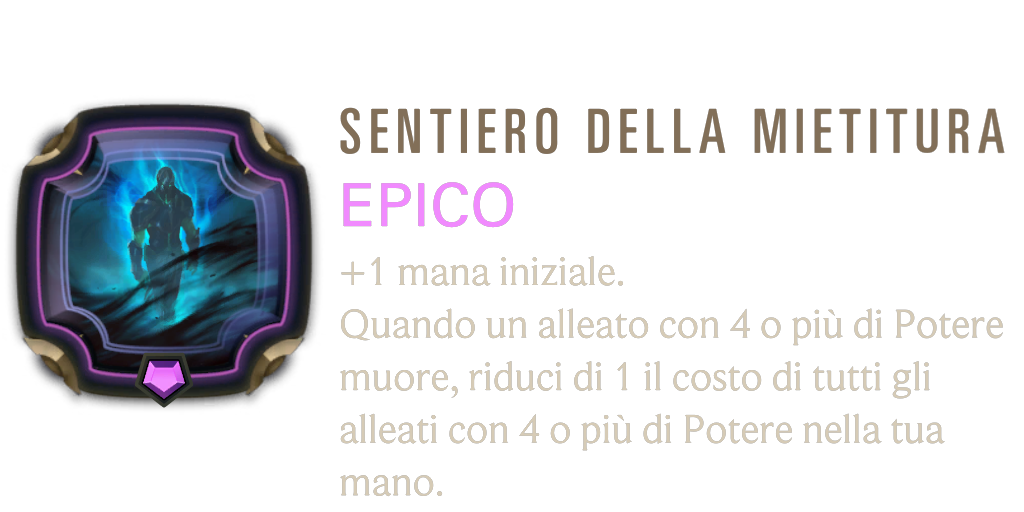 SENTIERO DELLA MIETITURA
EPICO
+1 mana iniziale.
Quando un alleato con 4 o più di Potere
muore, riduci di 1 il costo di tutti gli
alleati con 4 o più di Potere nella tua
mano.